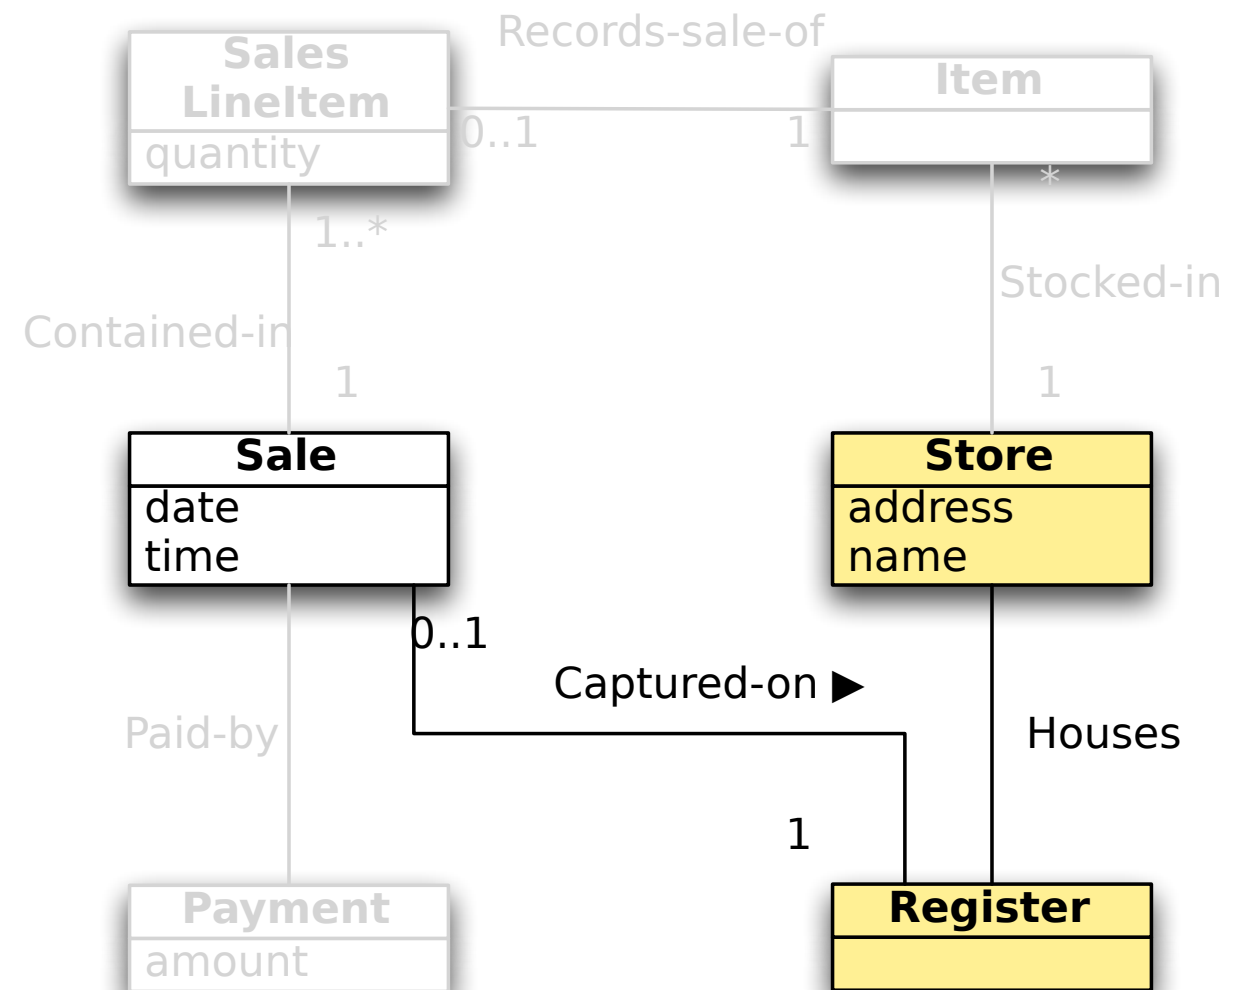 Records-sale-of
Sales
LineItem
quantity
0..1
1
Item
*
1..*
Stocked-in
Contained-in
1
1
Sale
date
time
Store
address
name
0..1
Captured-on ▶
Paid-by
Houses
1
Payment
amount
Register